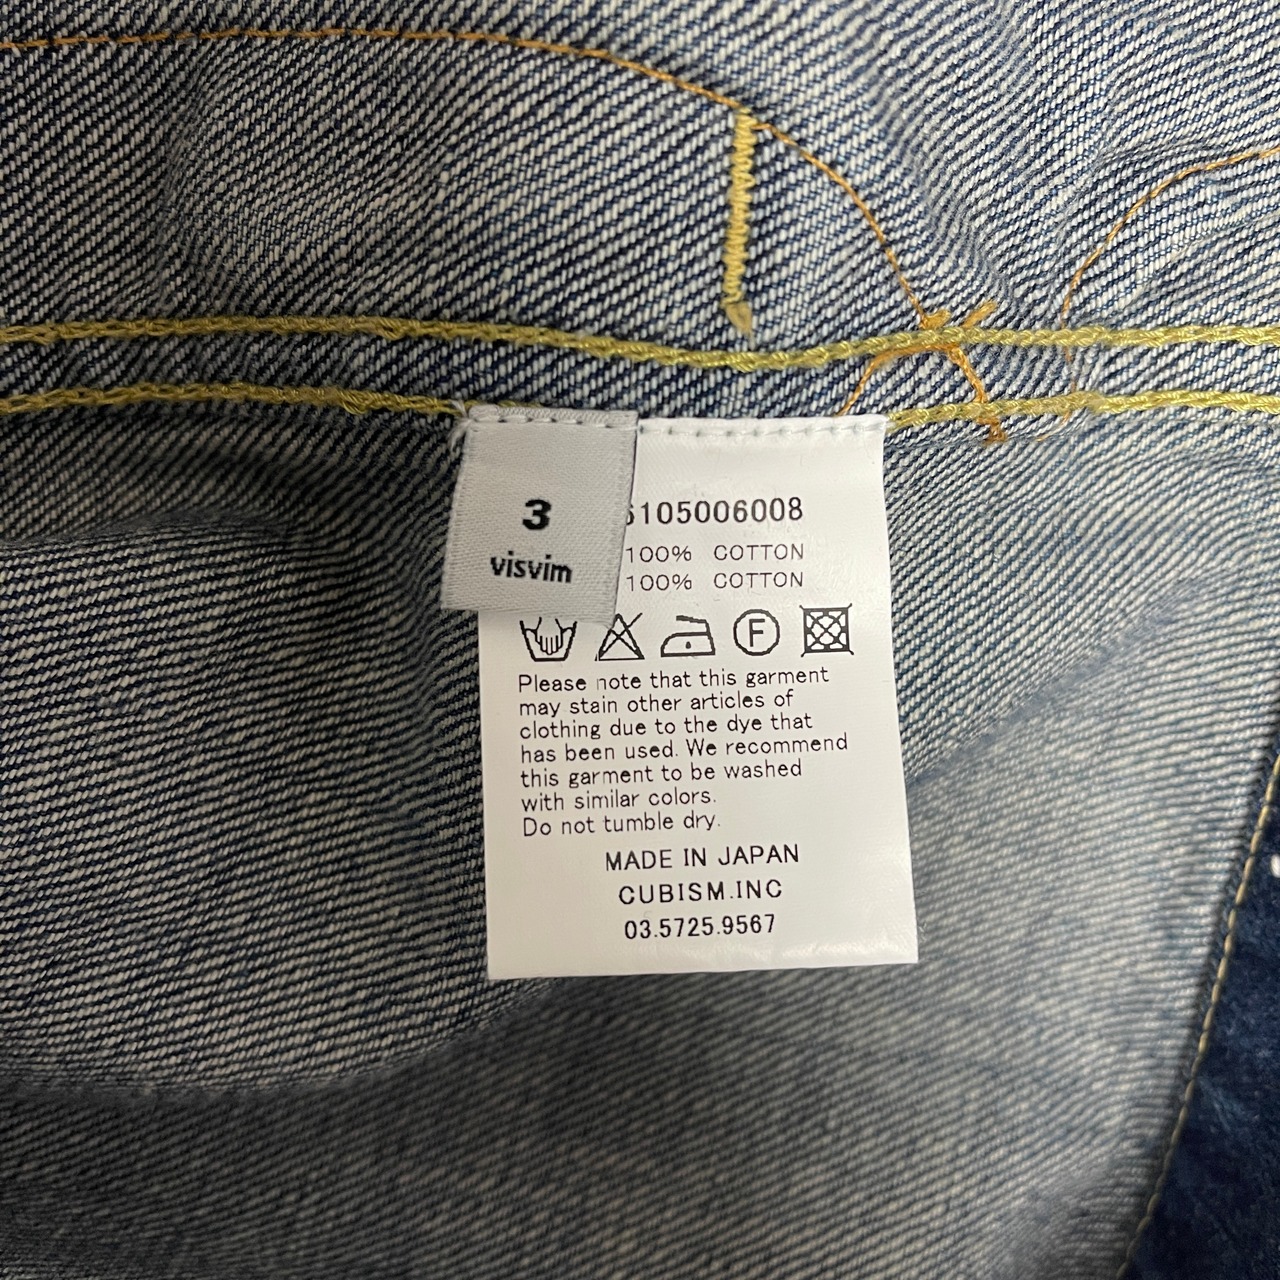 3
visvim
6105006008
100% COTTON
100% COTTON
F
Please note that this garment
may stain other articles of
clothing due to the dye that
has been used. We recommend
this garment to be washed
with similar colors.
Do not tumble dry.
MADE IN JAPAN
CUBISM.INC
03.5725.9567